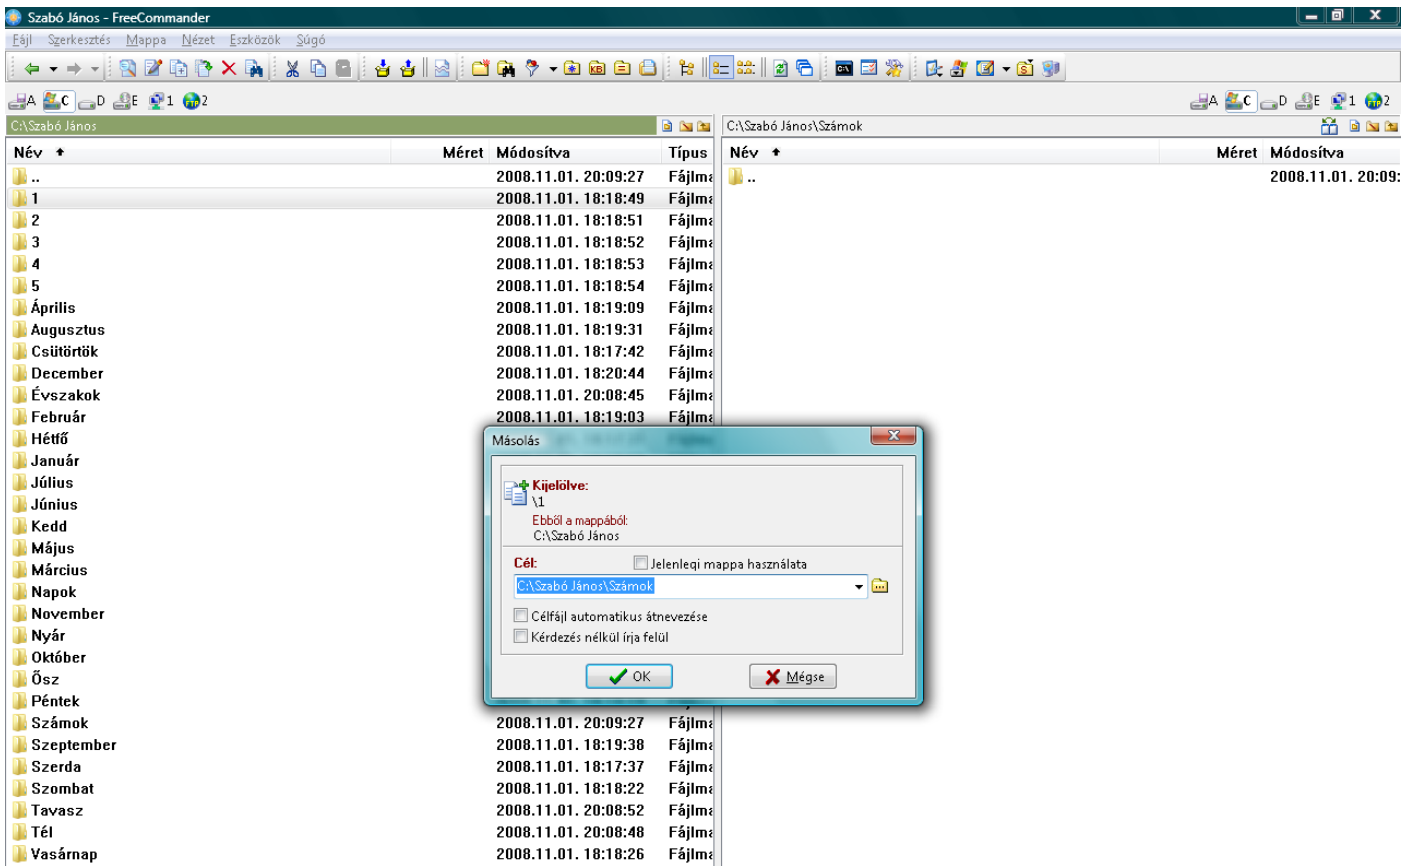 Szabó János - FreeCommander
Fájl Szerkesztés Mappa Nézet Eszközök Súgó
A C D E 1 2 A C D E 1 2
C:\Szabó János C:\Szabó János\Számok
Név Méret Módosítva Típus Név Méret Módosítva
.. 2008.11.01. 20:09:27 Fájlma .. 2008.11.01. 20:09:
1 2008.11.01. 18:18:49 Fájlma
2 2008.11.01. 18:18:51 Fájlma
3 2008.11.01. 18:18:52 Fájlma
4 2008.11.01. 18:18:53 Fájlma
5 2008.11.01. 18:18:54 Fájlma
Április 2008.11.01. 18:19:09 Fájlma
Augusztus 2008.11.01. 18:19:31 Fájlma
Csütörtök 2008.11.01. 18:17:42 Fájlma
December 2008.11.01. 18:20:44 Fájlma
Évszakok 2008.11.01. 20:08:45 Fájlma
Február 2008.11.01. 18:19:03 Fájlma
Hétfő
Január
Július
Június
Kedd
Május
Március
Napok
November
Nyár
Október
Ősz
Péntek
Számok 2008.11.01. 20:09:27 Fájlma
Szeptember 2008.11.01. 18:19:38 Fájlma
Szerda 2008.11.01. 18:17:37 Fájlma
Szombat 2008.11.01. 18:18:22 Fájlma
Tavasz 2008.11.01. 20:08:52 Fájlma
Tél 2008.11.01. 20:08:48 Fájlma
Vasárnap 2008.11.01. 18:18:26 Fájlma
Másolás
Kijelölve:
\1
Ebből a mappából:
C:\Szabó János
Cél: Jelenlegi mappa használata
C:\Szabó János\Számok
Célfájl automatikus átnevezése
Kérdezés nélkül írja felül
OK Mégse